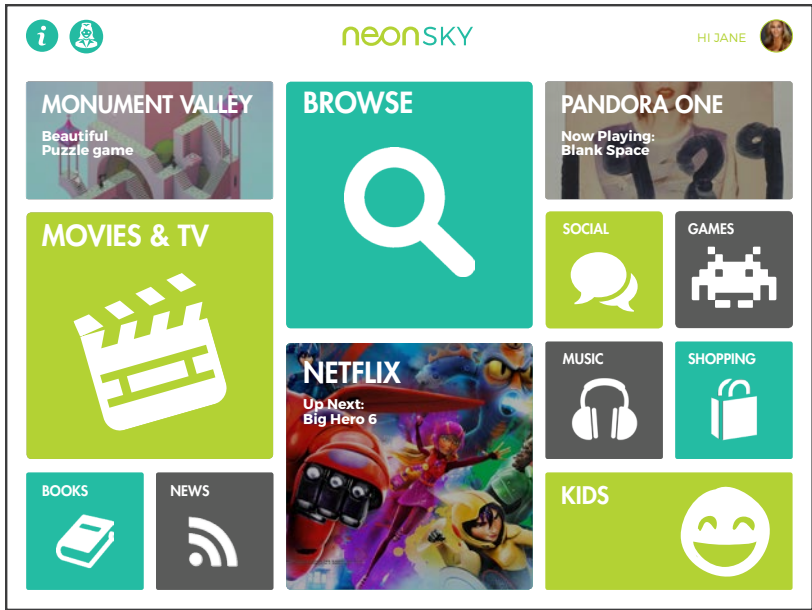 neonSKY
HI JANE
MONUMENT VALLEY
Beautiful
Puzzle game
BROWSE
PANDORA ONE
Now Playing:
Blank Space
1989
MOVIES & TV
SOCIAL
GAMES
NETFLIX
Up Next:
Big Hero 6
MUSIC
SHOPPING
BOOKS
NEWS
KIDS